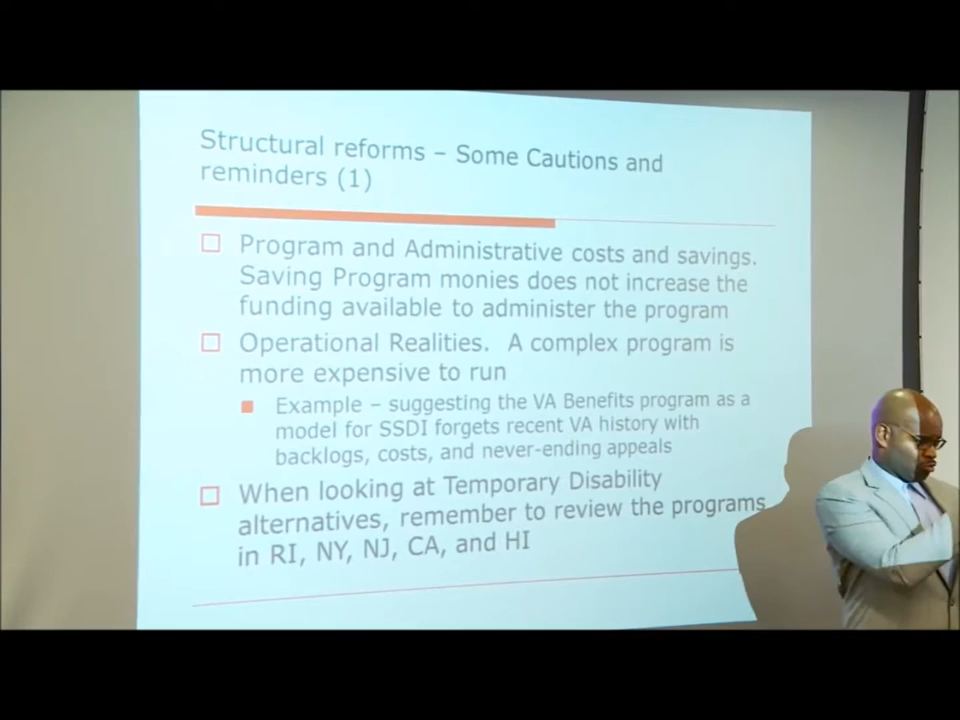 Structural reforms – Some Cautions and
reminders (1)
Program and Administrative costs and savings.
Saving Program monies does not increase the
funding available to administer the program
Operational Realities.  A complex program is
more expensive to run
Example – suggesting the VA Benefits program as a
model for SSDI forgets recent VA history with
backlogs, costs, and never-ending appeals
When looking at Temporary Disability
alternatives, remember to review the programs
in RI, NY, NJ, CA, and HI